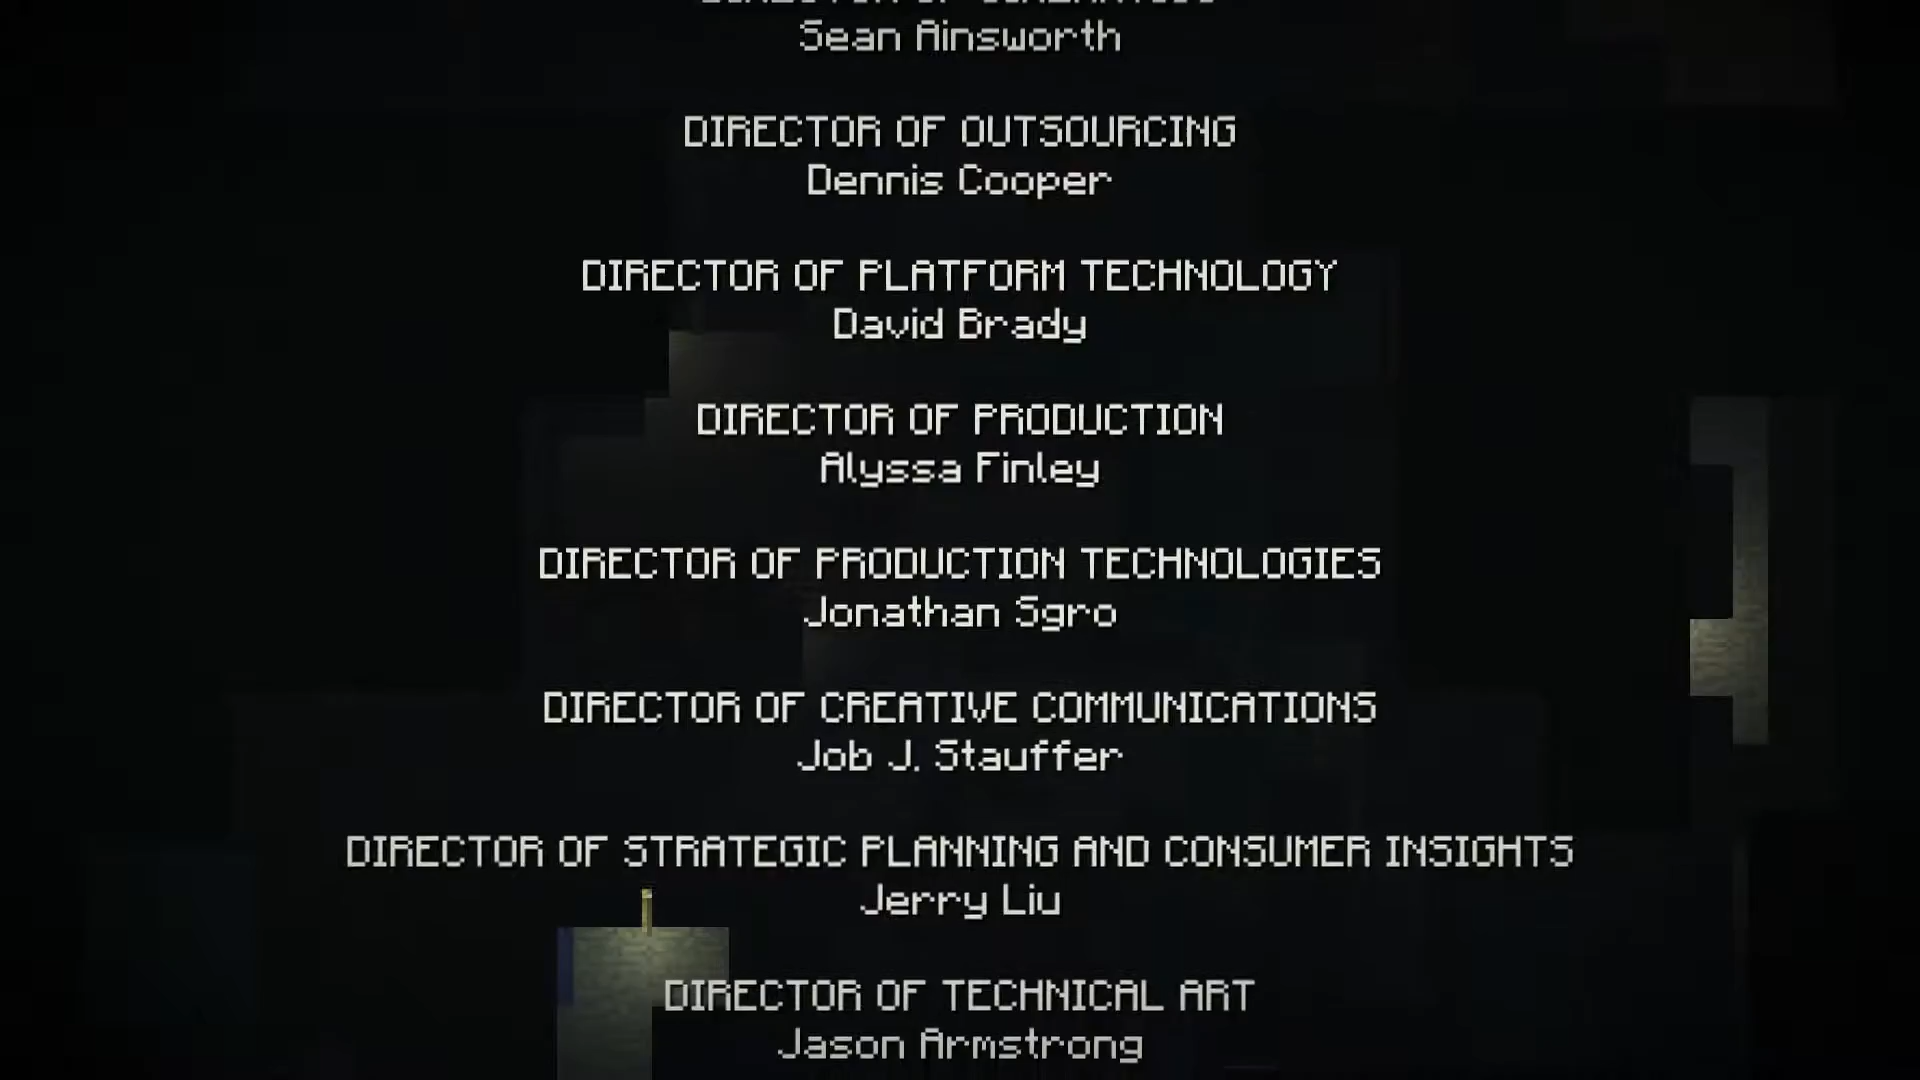 Sean Ainsworth
DIRECTOR OF OUTSOURCING
Dennis Cooper
DIRECTOR OF PLATFORM TECHNOLOGY
David Brady
DIRECTOR OF PRODUCTION
Alyssa Finley
DIRECTOR OF PRODUCTION TECHNOLOGIES
Jonathan Sgro
DIRECTOR OF CREATIVE COMMUNICATIONS
Job J. Stauffer
DIRECTOR OF STRATEGIC PLANNING AND CONSUMER INSIGHTS
Jerry Liu
DIRECTOR OF TECHNICAL ART
Jason Armstrong